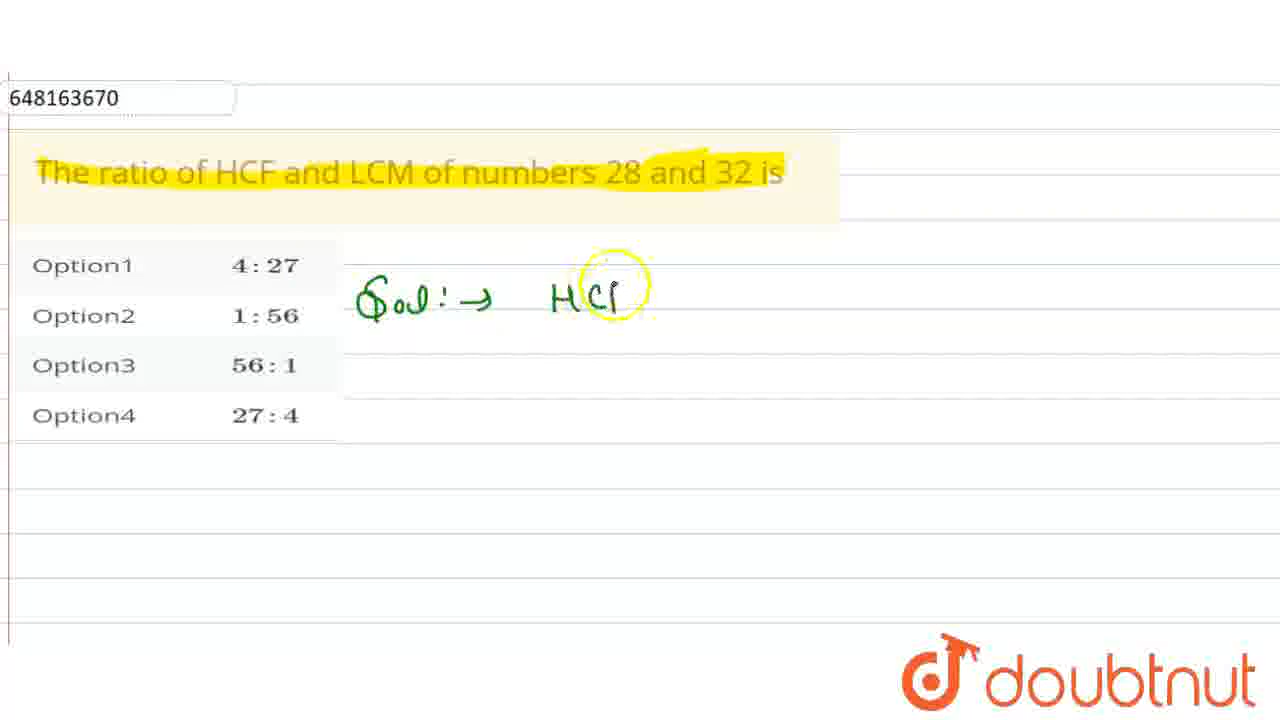 648163670
The ratio of HCF and LCM of numbers 28 and 32 is
Option1 4 : 27
Option2 1 : 56
Option3 56 : 1
Option4 27 : 4
Sol : → HCF
doubtnut